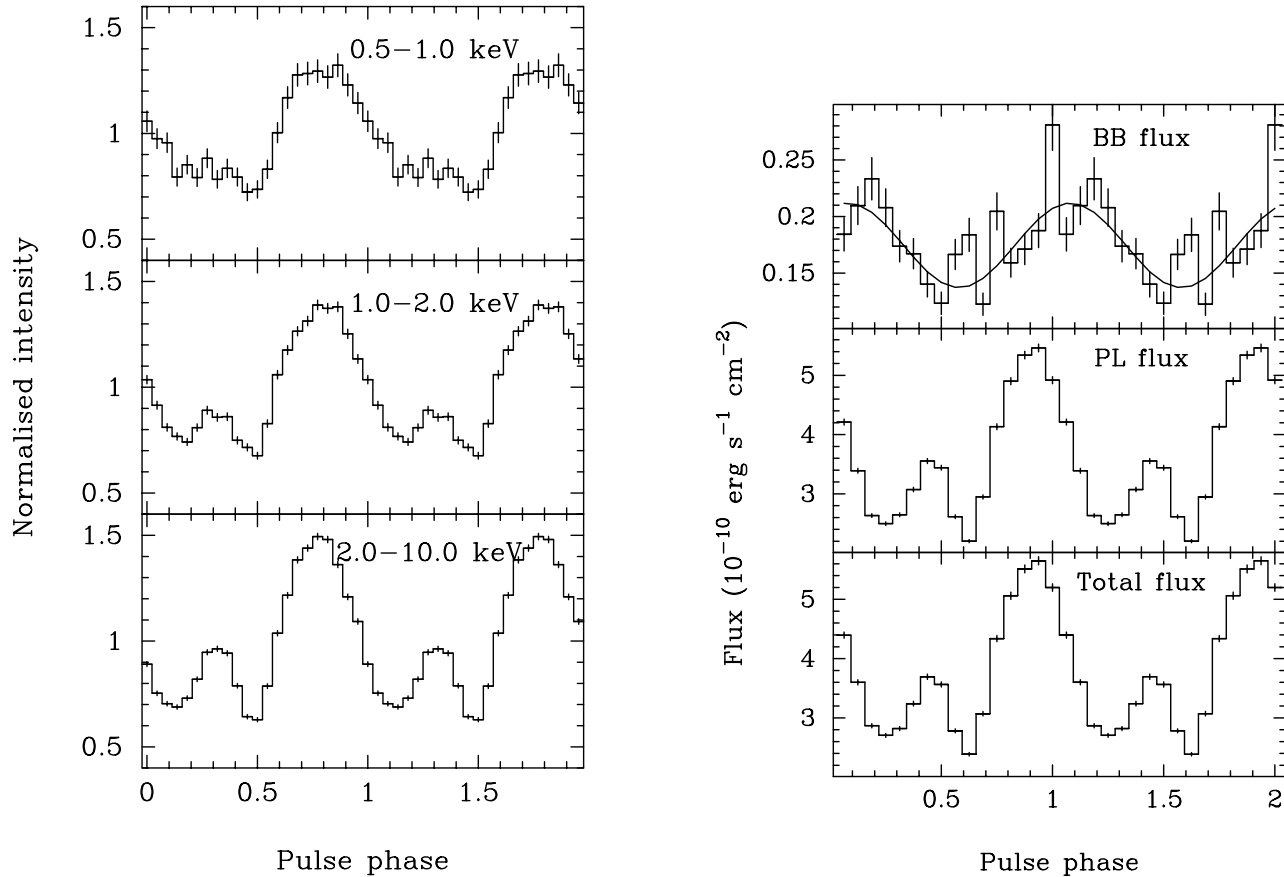 Normalised intensity
1.5
0.5−1.0 keV
1
0.5
1.5
1.0−2.0 keV
1
0.5
1.5
2.0−10.0 keV
1
0.5
0 0.5 1 1.5
Pulse phase
Flux (10−10 erg s−1 cm−2)
BB flux
0.25
0.2
0.15
PL flux
5
4
3
Total flux
5
4
3
0.5 1 1.5 2
Pulse phase